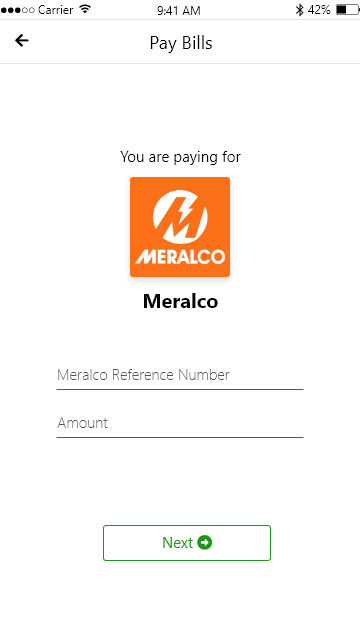 Carrier 9:41 AM 42%
Pay Bills
You are paying for
MERALCO
Meralco
Meralco Reference Number
Amount
Next